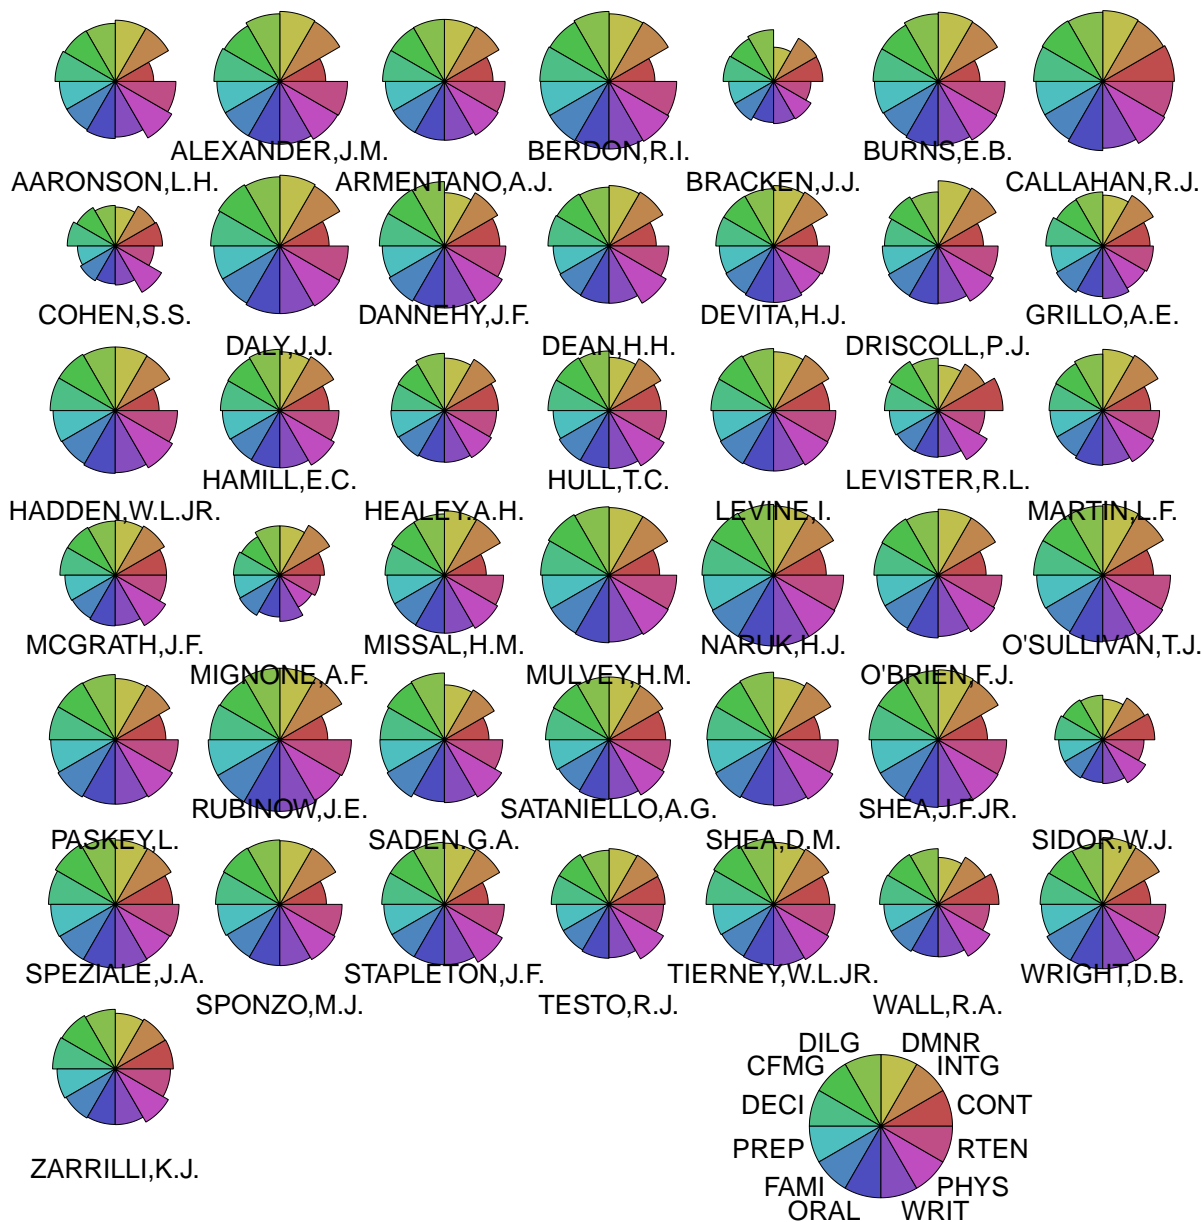 ALEXANDER,J.M. BERDON,R.I. BURNS,E.B.
AARONSON,L.H. ARMENTANO,A.J. BRACKEN,J.J. CALLAHAN,R.J.
COHEN,S.S. DANNEHY,J.F. DEVITA,H.J. GRILLO,A.E.
DALY,J.J. DEAN,H.H. DRISCOLL,P.J.
HAMILL,E.C. HULL,T.C. LEVISTER,R.L.
HADDEN,W.L.JR. HEALEY.A.H. LEVINE,I. MARTIN,L.F.
MCGRATH,J.F. MISSAL,H.M. NARUK,H.J. O'SULLIVAN,T.J.
MIGNONE,A.F. MULVEY,H.M. O'BRIEN,F.J.
RUBINOW,J.E. SATANIELLO,A.G. SHEA,J.F.JR.
PASKEY,L. SADEN.G.A. SHEA,D.M. SIDOR,W.J.
SPEZIALE,J.A. STAPLETON,J.F. TIERNEY,W.L.JR. WRIGHT,D.B.
SPONZO,M.J. TESTO,R.J. WALL,R.A.
DILG DMNR
CFMG INTG
DECI CONT
PREP RTEN
ZARRILLI,K.J.
FAMI PHYS
ORAL WRIT